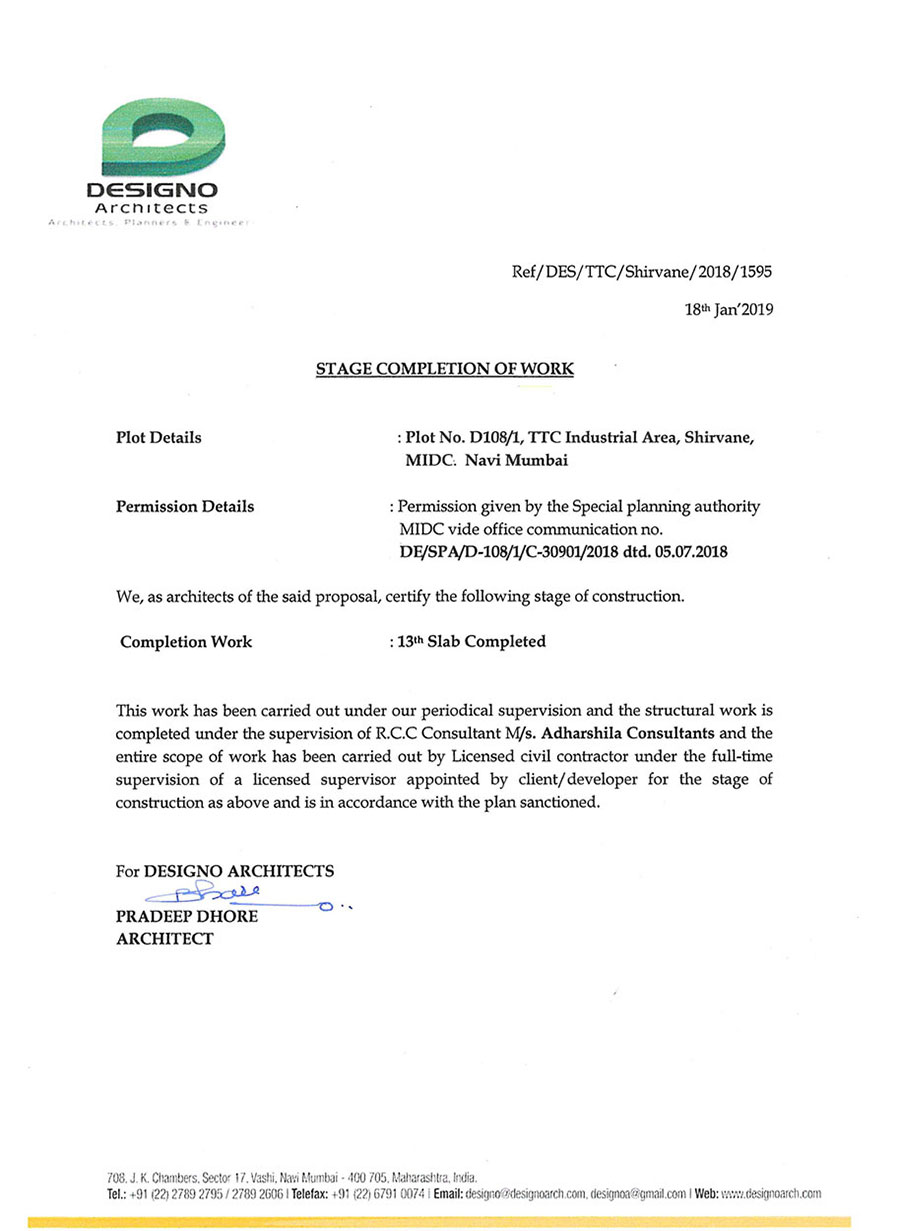 DESIGNO
Architects
Architects, Planners & Engineer
Ref/DES/TTC/Shirvane/2018/1595
18th Jan'2019
STAGE COMPLETION OF WORK
Plot Details : Plot No. D108/1, TTC Industrial Area, Shirvane,
MIDC. Navi Mumbai
Permission Details : Permission given by the Special planning authority
MIDC vide office communication no.
DE/SPA/D-108/1/C-30901/2018 dtd. 05.07.2018
We, as architects of the said proposal, certify the following stage of construction.
Completion Work : 13th Slab Completed
This work has been carried out under our periodical supervision and the structural work is
completed under the supervision of R.C.C Consultant M/s. Adharshila Consultants and the
entire scope of work has been carried out by Licensed civil contractor under the full-time
supervision of a licensed supervisor appointed by client/developer for the stage of
construction as above and is in accordance with the plan sanctioned.
For DESIGNO ARCHITECTS
PRADEEP DHORE
ARCHITECT
708, J. K. Chambers, Sector 17, Vashi, Navi Mumbai - 400 705, Maharashtra, India.
Tel.: +91 (22) 2789 2795 / 2789 2606 | Telefax: +91 (22) 6791 0074 | Email: designo@designoarch.com, designoa@gmail.com | Web: www.designoarch.com